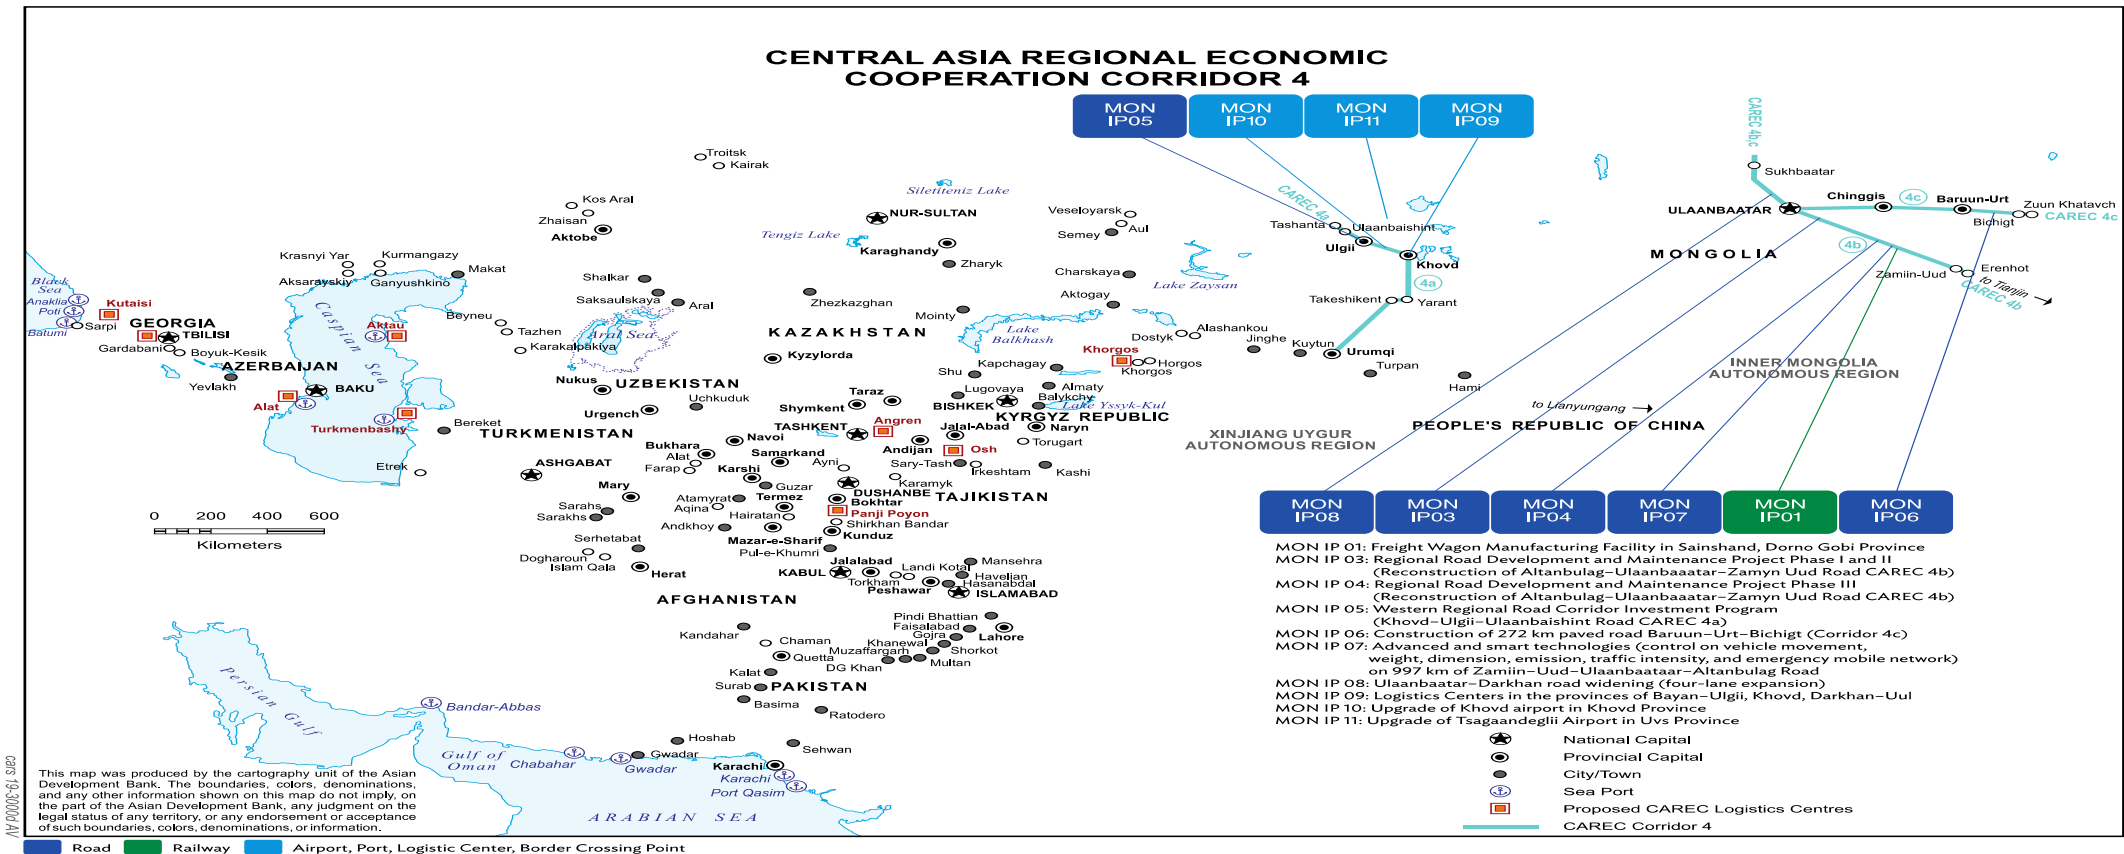 CENTRAL ASIA REGIONAL ECONOMIC
COOPERATION CORRIDOR 4
MON
IP05
MON
IP10
MON
IP11
MON
IP09
CAREC 4b,c
Sukhbaatar
ULAANBAATAR
Chinggis
4c
Baruun-Urt
Zuun Khatavch
CAREC 4c
Bichigt
MONGOLIA
4b
Zamiin-Uud
Erenhot
CAREC 4b
to Tianjin
CAREC 4a
Tashanta
Ulaanbaishint
Ulgii
Khovd
4a
Takeshikent
Yarant
Urumqi
Troitsk
Kairak
Kos Aral
Zhaisan
Aktobe
Siletiteniz Lake
NUR-SULTAN
Tengiz Lake
Karaghandy
Zharyk
Veseloyarsk
Aul
Semey
Charskaya
Lake Zaysan
Aktogay
Krasnyi Yar
Kurmangazy
Aksarayskiy
Ganyushkino
Makat
Shalkar
Saksaulskaya
Aral
Zhezkazghan
Mointy
Black
Sea
Anaklia
Poti
Batumi
Sarpi
Kutaisi
GEORGIA
TBILISI
Gardabani
Boyuk-Kesik
AZERBAIJAN
Yevlakh
Caspian Sea
Aktau
BAKU
Alat
Turkmenbashy
Bereket
Etrek
Beyneu
Tazhen
Karakalpakiya
Aral Sea
KAZAKHSTAN
Kyzylorda
Lake
Balkhash
Dostyk
Alashankou
Jinghe
Kuytun
Khorgos
Horgos
Khorgos
Kapchagay
Shu
Turpan
Hami
INNER MONGOLIA
AUTONOMOUS REGION
Nukus
UZBEKISTAN
Uchkuduk
Urgench
Taraz
Shymkent
Lugovaya
Almaty
Balykchy
BISHKEK
Lake Yssyk-Kul
KYRGYZ REPUBLIC
to Lianyungang
PEOPLE'S REPUBLIC OF CHINA
XINJIANG UYGUR
AUTONOMOUS REGION
TURKMENISTAN
Angren
TASHKENT
Jalal-Abad
Naryn
Torugart
Andijan
Osh
Navoi
Bukhara
Alat
Farap
Samarkand
Karshi
Ayni
Sary-Tash
Irkeshtam
Kashi
Karamyk
ASHGABAT
Mary
Guzar
DUSHANBE
TAJIKISTAN
Atamyrat
Termez
Bokhtar
Aqina
Hairatan
Panji Poyon
Sarahs
Sarakhs
Andkhoy
Shirkhan Bandar
Mazar-e-Sharif
Kunduz
Serhetabat
Pul-e-Khumri
Dogharoun
Islam Qala
Herat
Jalalabad
KABUL
Torkham
Landi Kotal
Mansehra
Havelian
Hasanabdal
Peshawar
ISLAMABAD
AFGHANISTAN
Pindi Bhattian
Faisalabad
Gojra
Lahore
Kandahar
Chaman
Khanewal
Shorkot
Muzaffargarh
Quetta
DG Khan
Multan
Kalat
Surab
PAKISTAN
Basima
Ratodero
Hoshab
Sehwan
Gwadar
Gwadar
Karachi
Karachi
Port Qasim
Persian Gulf
Bandar-Abbas
Gulf of
Oman
Chabahar
ARABIAN SEA
0 200 400 600
Kilometers
MON
IP08
MON
IP03
MON
IP04
MON
IP07
MON
IP01
MON
IP06
MON IP 01: Freight Wagon Manufacturing Facility in Sainshand, Dorno Gobi Province
MON IP 03: Regional Road Development and Maintenance Project Phase I and II
(Reconstruction of Altanbulag–Ulaanbaaatar–Zamyn Uud Road CAREC 4b)
MON IP 04: Regional Road Development and Maintenance Project Phase III
(Reconstruction of Altanbulag–Ulaanbaaatar–Zamyn Uud Road CAREC 4b)
MON IP 05: Western Regional Road Corridor Investment Program
(Khovd–Ulgii–Ulaanbaishint Road CAREC 4a)
MON IP 06: Construction of 272 km paved road Baruun–Urt–Bichigt (Corridor 4c)
MON IP 07: Advanced and smart technologies (control on vehicle movement,
weight, dimension, emission, traffic intensity, and emergency mobile network)
on 997 km of Zamiin–Uud–Ulaanbaataar–Altanbulag Road
MON IP 08: Ulaanbaatar–Darkhan road widening (four-lane expansion)
MON IP 09: Logistics Centers in the provinces of Bayan–Ulgii, Khovd, Darkhan–Uul
MON IP 10: Upgrade of Khovd airport in Khovd Province
MON IP 11: Upgrade of Tsagaandeglii Airport in Uvs Province
National Capital
Provincial Capital
City/Town
Sea Port
Proposed CAREC Logistics Centres
CAREC Corridor 4
This map was produced by the cartography unit of the Asian
Development Bank. The boundaries, colors, denominations,
and any other information shown on this map do not imply, on
the part of the Asian Development Bank, any judgment on the
legal status of any territory, or any endorsement or acceptance
of such boundaries, colors, denominations, or information.
cars 19-3000d AV
Road
Railway
Airport, Port, Logistic Center, Border Crossing Point